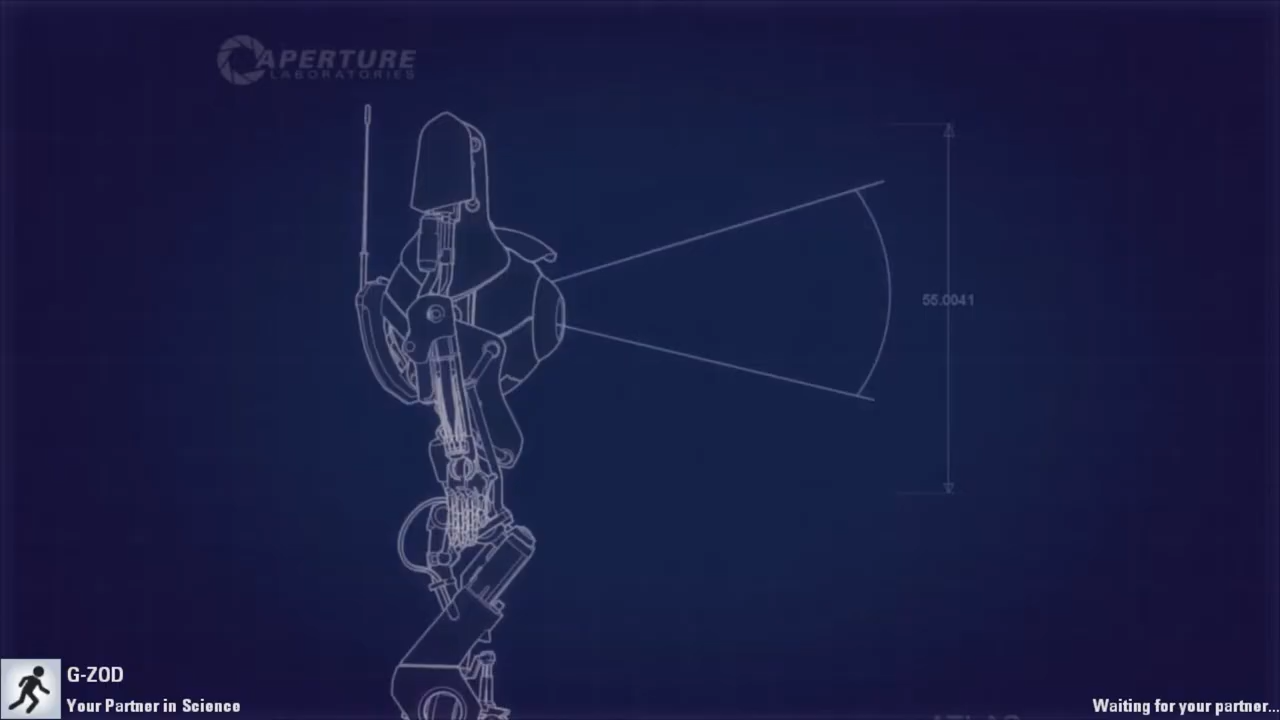 APERTURE
LABORATORIES
55.0041
G-ZOD
Your Partner in Science
Waiting for your partner...